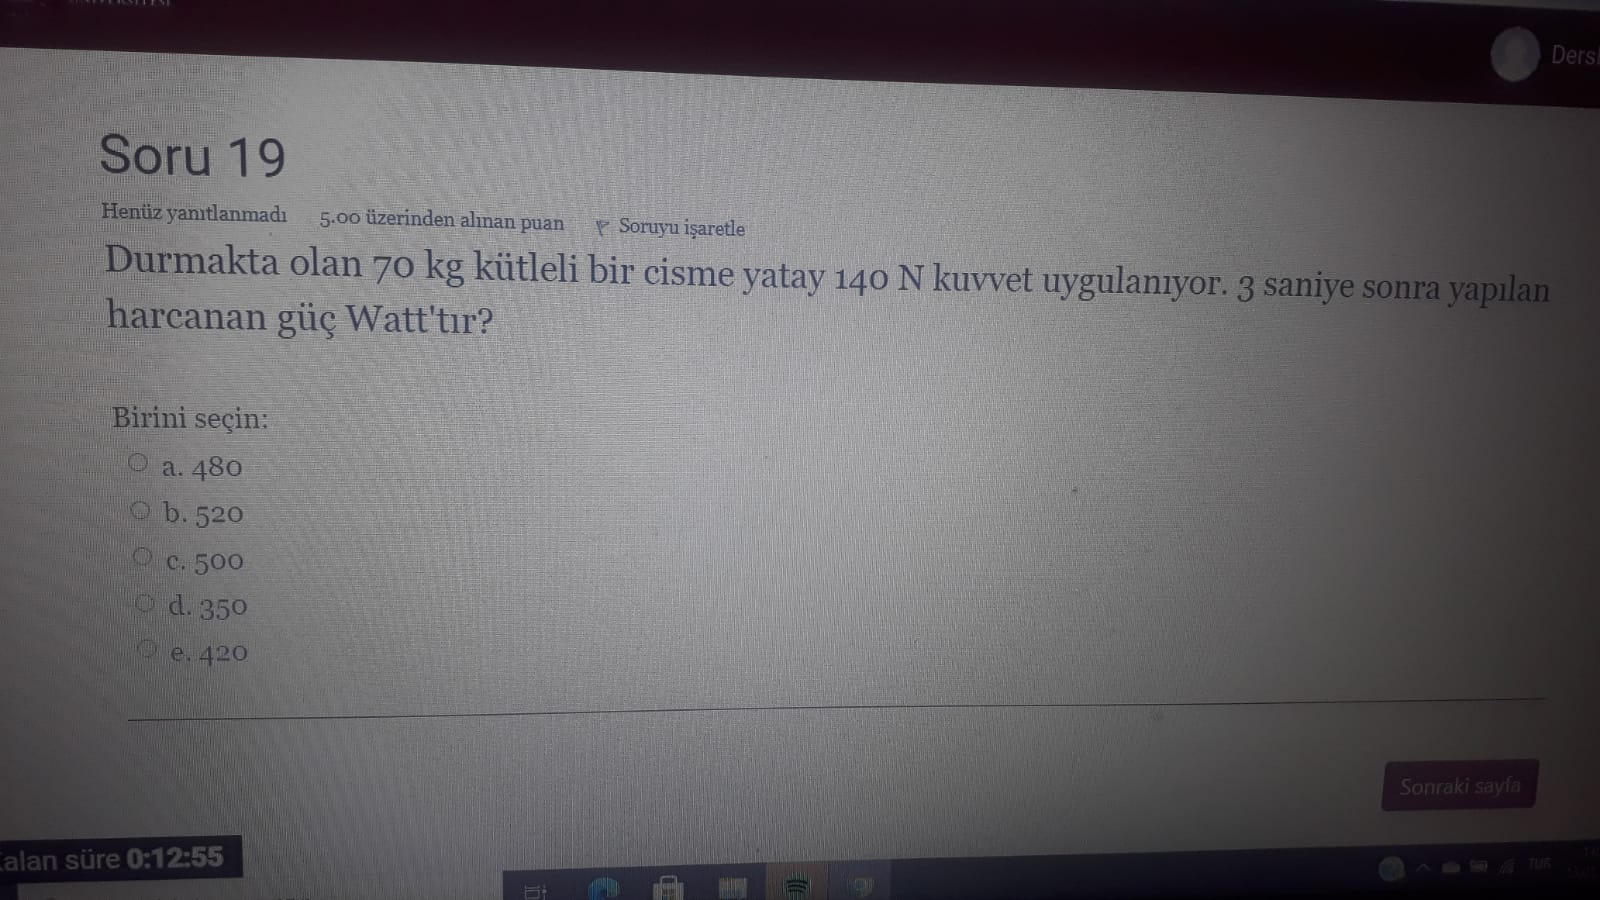 Dersl
Soru 19
Henüz yanıtlanmadı 5.00 üzerinden alınan puan Soruyu işaretle
Durmakta olan 70 kg kütleli bir cisme yatay 140 N kuvvet uygulanıyor. 3 saniye sonra yapılan
harcanan güç Watt'tır?
Birini seçin:
a. 480
b. 520
c. 500
d. 350
e. 420
Sonraki sayfa
alan süre 0:12:55
TUR